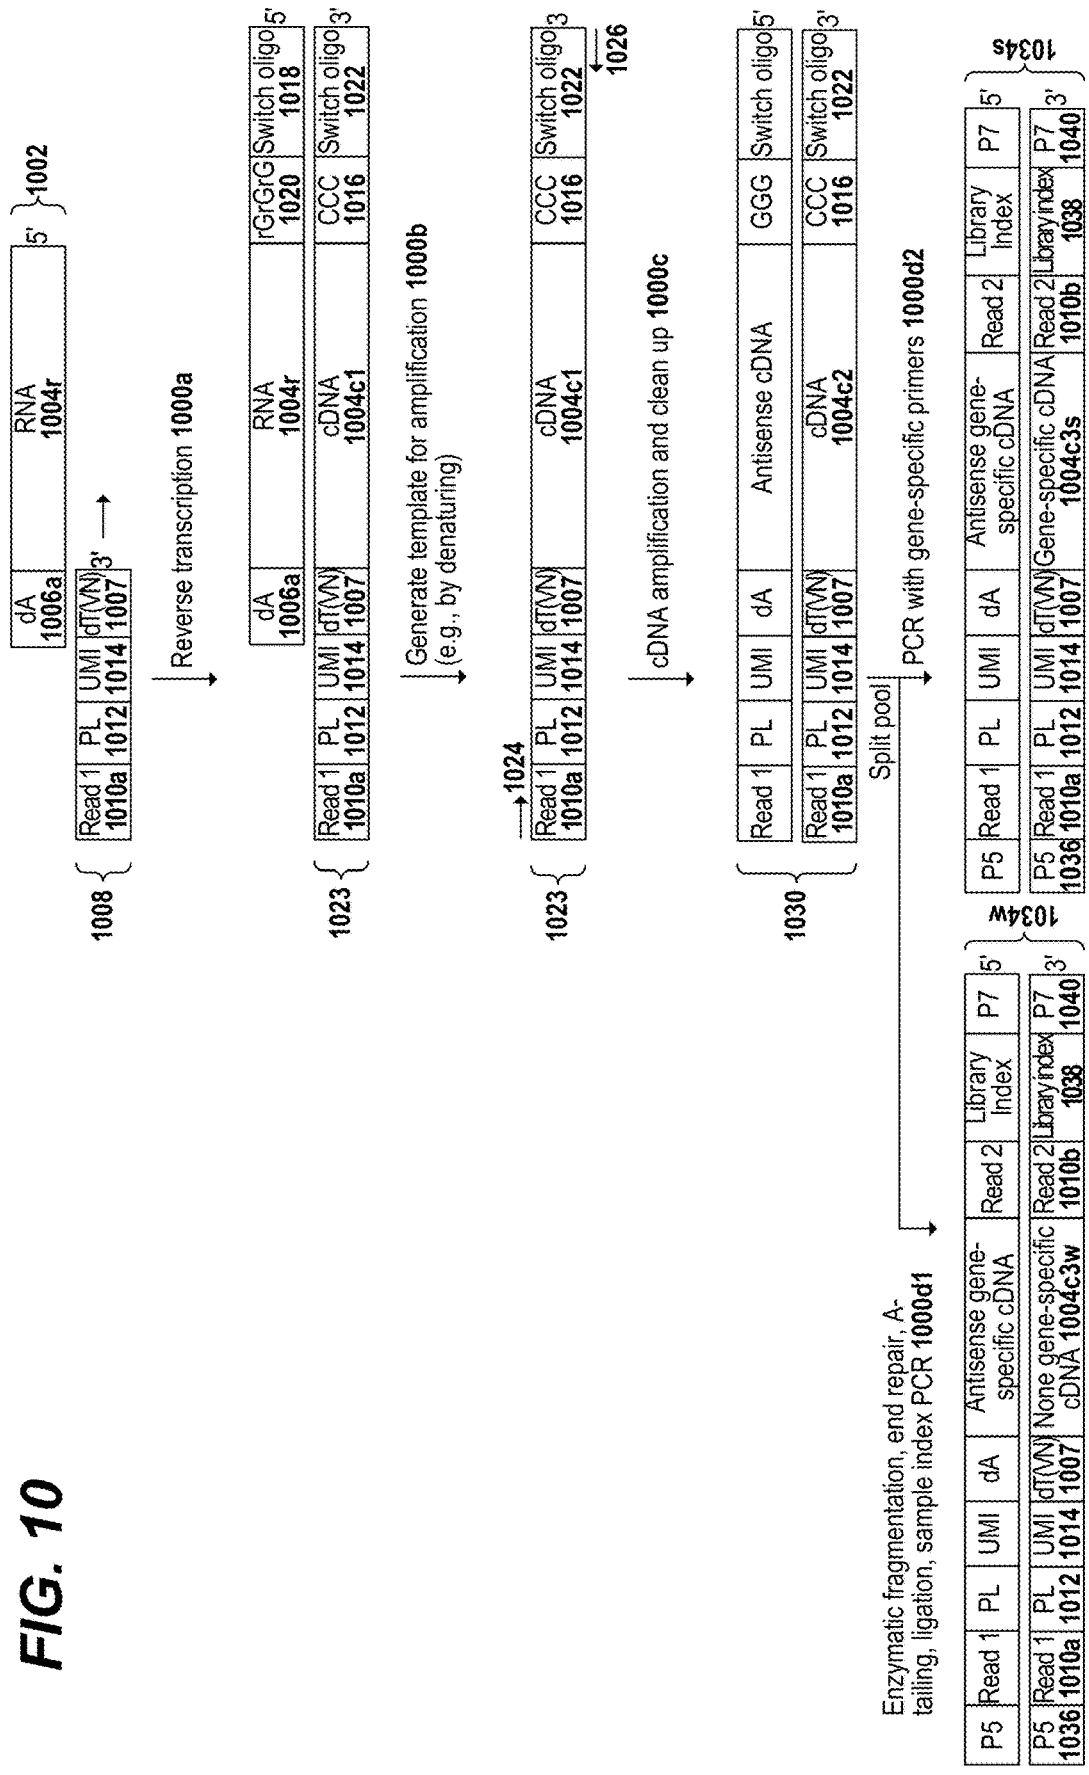 FIG. 10
RNA 5'
dA
1006a
1004r
1002
3'
Read 1 PL UMI dT(VN)
1010a 1012 1014 1007
1008
Reverse transcription 1000a
dA RNA rGrGrG Switch oligo 5'
1006a 1004r 1020 1018
Read 1 PL UMI dT(VN) cDNA CCC Switch oligo 3'
1010a 1012 1014 1007 1004c1 1016 1022
1023
Generate template for amplification 1000b
(e.g., by denaturing)
1024
Read 1 PL UMI dT(VN) cDNA CCC Switch oligo 3'
1010a 1012 1014 1007 1004c1 1016 1022
1023
1026
cDNA amplification and clean up 1000c
Read 1 PL UMI dA Antisense cDNA GGG Switch oligo 5'
Read 1 PL UMI dT(VN) cDNA CCC Switch oligo 3'
1010a 1012 1014 1007 1004c2 1016 1022
1030
Split pool
PCR with gene-specific primers 1000d2
Enzymatic fragmentation, end repair, A-
tailing, ligation, sample index PCR 1000d1
P5 Read 1 PL UMI dA Antisense gene-
specific cDNA Read 2 Library
Index P7 5'
P5 Read 1 PL UMI dT(VN) None gene-specific Read 2 Library index P7 3'
1036 1010a 1012 1014 1007 cDNA 1004c3w 1010b 1038 1040
1034w
P5 Read 1 PL UMI dA Antisense gene-
specific cDNA Read 2 Library
Index P7 5'
P5 Read 1 PL UMI dT(VN) Gene-specific cDNA Read 2 Library index P7 3'
1036 1010a 1012 1014 1007 1004c3s 1010b 1038 1040
1034s